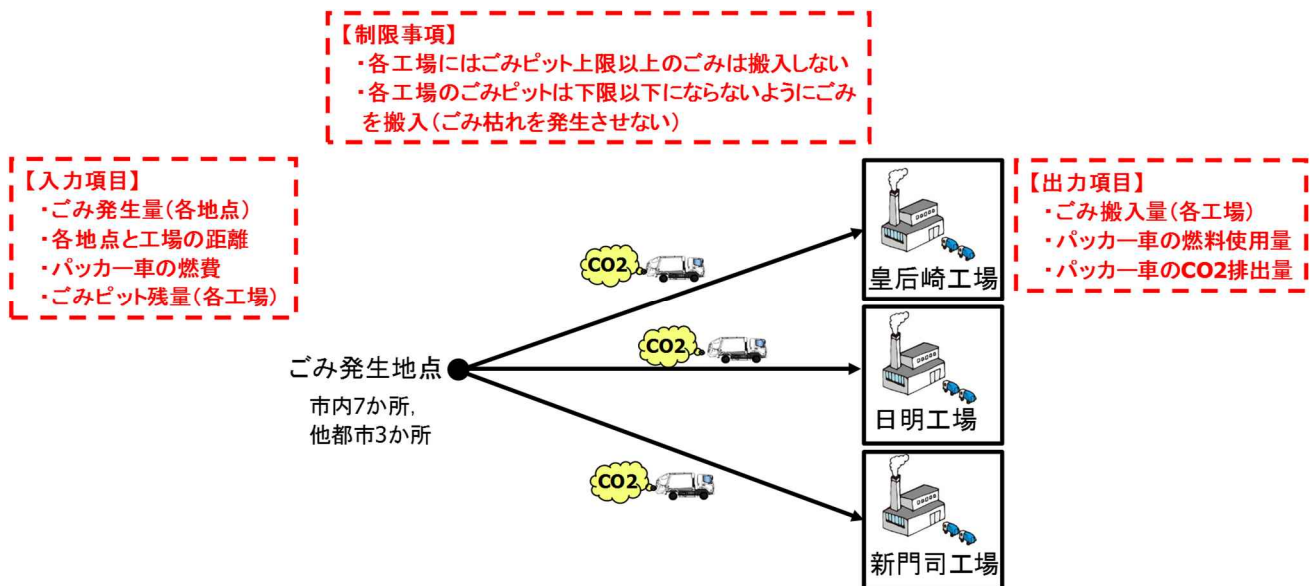 【制限事項】
・各工場にはごみピット上限以上のごみは搬入しない
・各工場のごみピットは下限以下にならないようにごみ
を搬入(ごみ枯れを発生させない)
【入力項目】
・ごみ発生量(各地点)
・各地点と工場の距離
・パッカー車の燃費
・ごみピット残量(各工場)
【出力項目】
・ごみ搬入量(各工場)
・パッカー車の燃料使用量
・パッカー車のCO2排出量
CO2
皇后崎工場
CO2
ごみ発生地点
市内7か所,
他都市3か所
日明工場
CO2
新門司工場